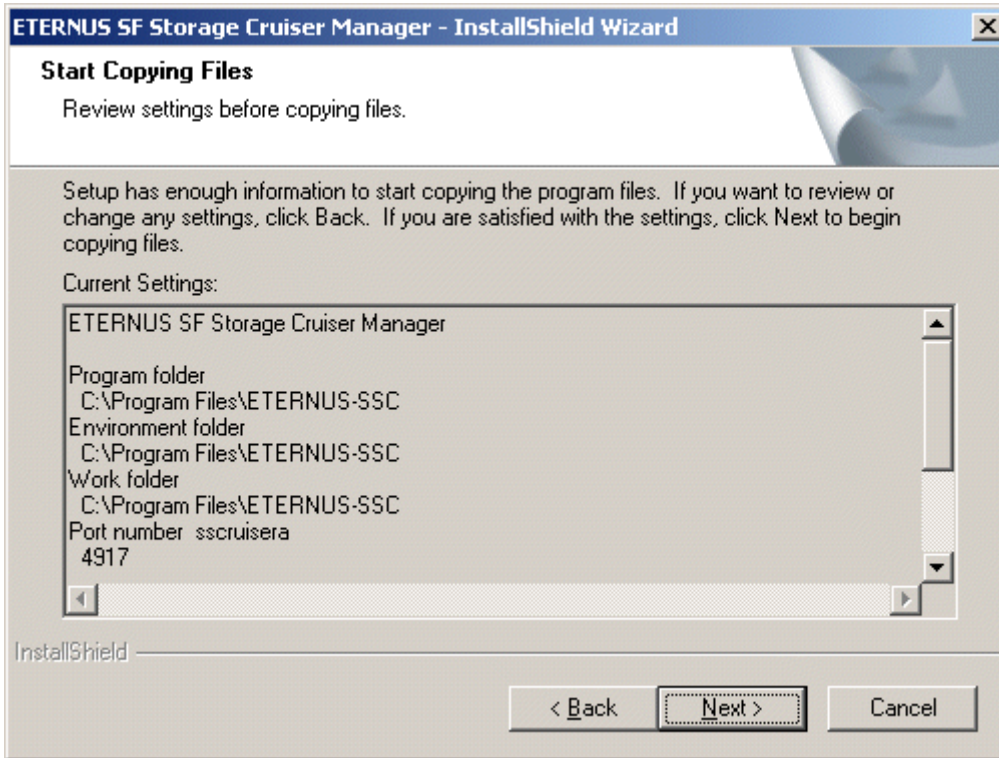 ETERNUS SF Storage Cruiser Manager - InstallShield Wizard
Start Copying Files
Review settings before copying files.
Setup has enough information to start copying the program files.  If you want to review or
change any settings, click Back.  If you are satisfied with the settings, click Next to begin
copying files.
Current Settings:
ETERNUS SF Storage Cruiser Manager
Program folder
C:\Program Files\ETERNUS-SSC
Environment folder
C:\Program Files\ETERNUS-SSC
Work folder
C:\Program Files\ETERNUS-SSC
Port number  sscruisera
4917
InstallShield
< Back
Next >
Cancel